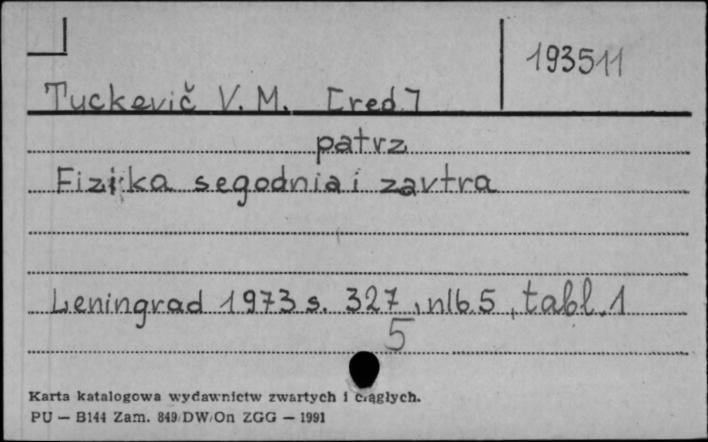 193511
Tuckevič V. M. [red.]
patrz
Fizika segodnia i zavtra
Leningrad 1973 s. 327, nlb. 5, tabl. 1
5
Karta katalogowa wydawnictw zwartych i ciągłych.
PU — B144 Zam. 849/DW/On ZGG — 1991